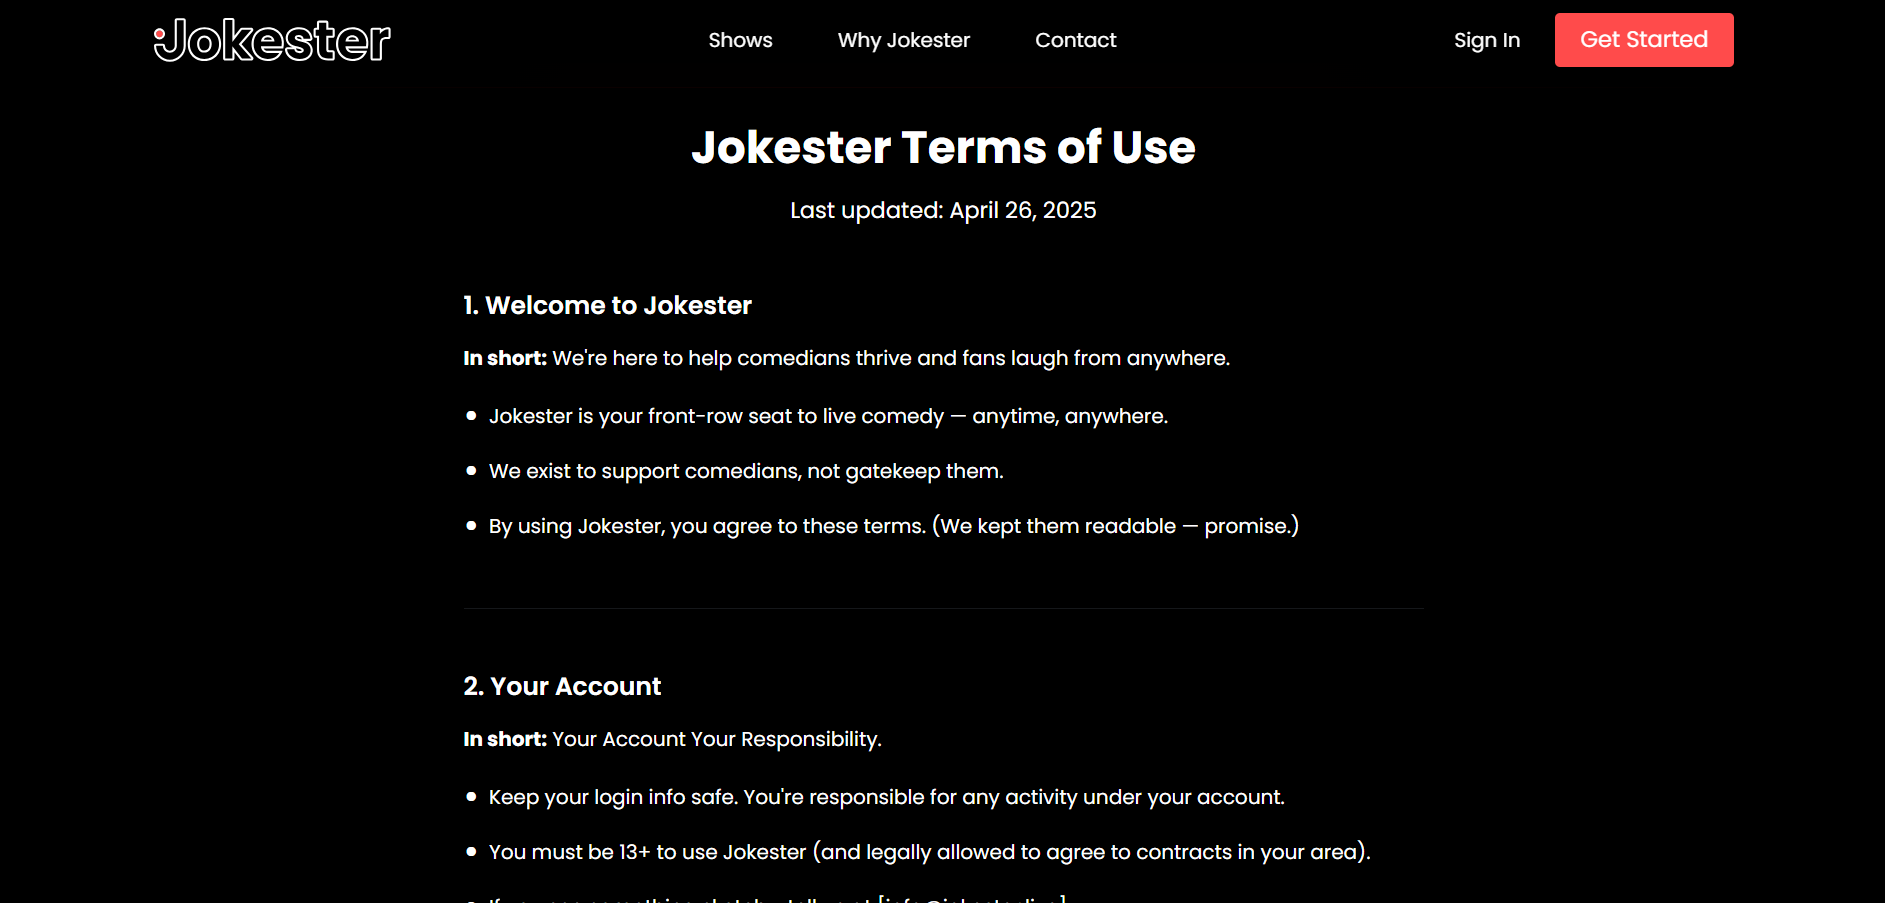 Jokester
Shows
Why Jokester
Contact
Sign In
Get Started
Jokester Terms of Use
Last updated: April 26, 2025
1. Welcome to Jokester
In short: We're here to help comedians thrive and fans laugh from anywhere.
• Jokester is your front-row seat to live comedy — anytime, anywhere.
• We exist to support comedians, not gatekeep them.
• By using Jokester, you agree to these terms. (We kept them readable — promise.)
2. Your Account
In short: Your Account Your Responsibility.
• Keep your login info safe. You're responsible for any activity under your account.
• You must be 13+ to use Jokester (and legally allowed to agree to contracts in your area).